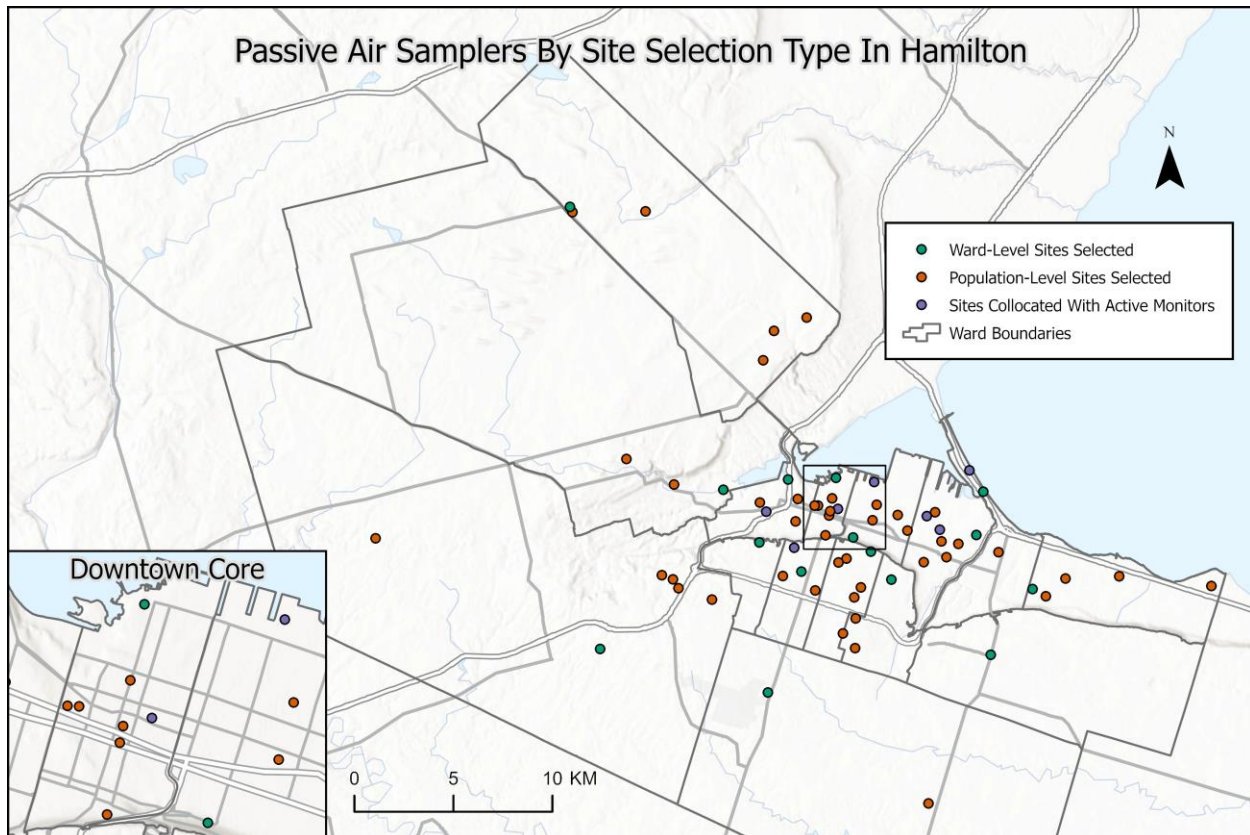 Passive Air Samplers By Site Selection Type In Hamilton
N
Ward-Level Sites Selected
Population-Level Sites Selected
Sites Collocated With Active Monitors
Ward Boundaries
Downtown Core
0 5 10 KM